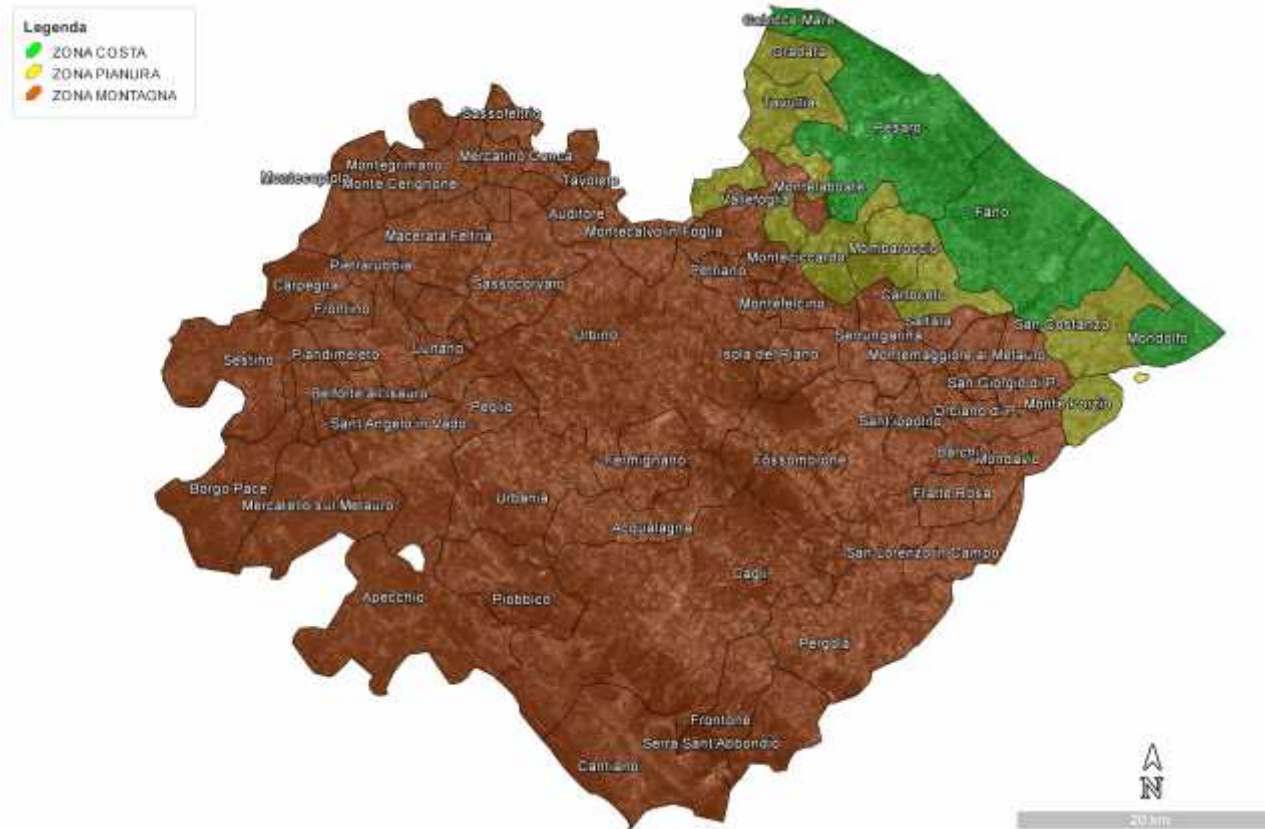 Legenda
ZONA COSTA
ZONA PIANURA
ZONA MONTAGNA
Gabicce Mare
Gradara
Tavullia
Pesaro
Sassofeltrio
Mercatino Conca
Montegrimano
Monte Cerignone
Tavoleto
Montelabbate
Vallefoglia
Fano
Auditore
Montecalvo in Foglia
Macerata Feltria
Mombaroccio
Monteciccardo
Pietrarubbia
Petriano
Carpegna
Sassocorvaro
Cartoceto
Frontino
Montefelcino
Saltara
San Costanzo
Urbino
Serrungarina
Mondolfo
Lunano
Piandimeleto
Sestino
Isola del Piano
Montemaggiore al Metauro
San Giorgio di P.
Belforte all'Isauro
Peglio
Orciano di P.
Monte Porzio
Sant'Ippolito
Sant'Angelo in Vado
Barchi
Mondavio
Fermignano
Fossombrone
Borgo Pace
Mercatello sul Metauro
Urbania
Fratte Rosa
Acqualagna
San Lorenzo in Campo
Cagli
Apecchio
Piobbico
Pergola
Frontone
Serra Sant'Abbondio
Cantiano
N
20 km